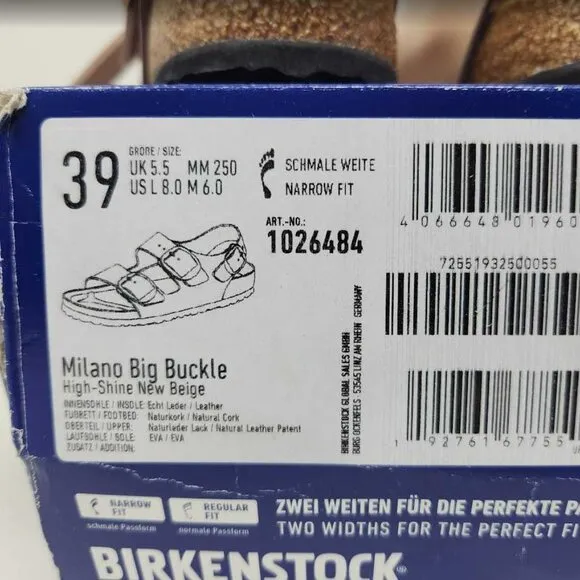 39
GRÖßE / SIZE:
UK 5.5 MM 250
US L 8.0 M 6.0
SCHMALE WEITE
NARROW FIT
ART.-NO.:
1026484
4 066648 01960
72551932500055
1 92761 67755
Milano Big Buckle
High-Shine New Beige
INNENSOHLE / INSOLE: Echt Leder / Leather
FUßBETT / FOOTBED: Naturkork / Natural Cork
OBERTEIL / UPPER: Naturleder Lack / Natural Leather Patent
LAUFSOHLE / SOLE: EVA / EVA
ZUSATZ / ADDITION:
BIRKENSTOCK GLOBAL SALES GMBH
BURG OCKENFELS 53545 LINZ AM RHEIN GERMANY
NARROW
FIT
schmale Passform
REGULAR
FIT
normale Passform
ZWEI WEITEN FÜR DIE PERFEKTE
TWO WIDTHS FOR THE PERFECT
BIRKENSTOCK®